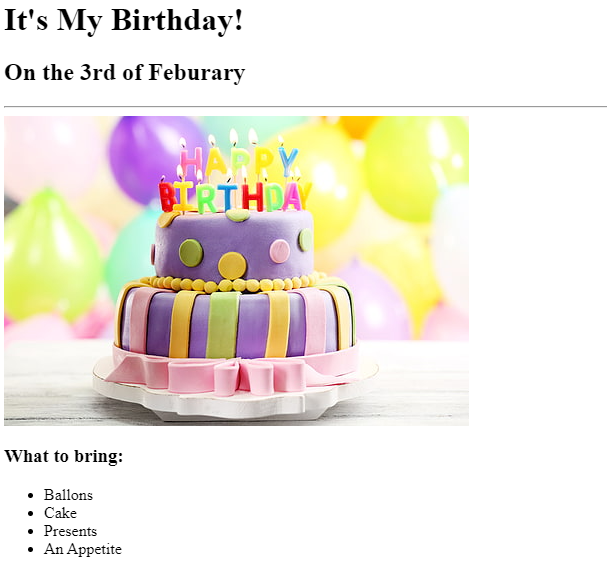 It's My Birthday!
On the 3rd of Feburary
HAPPY
BIRTHDAY
What to bring:
Ballons
Cake
Presents
An Appetite